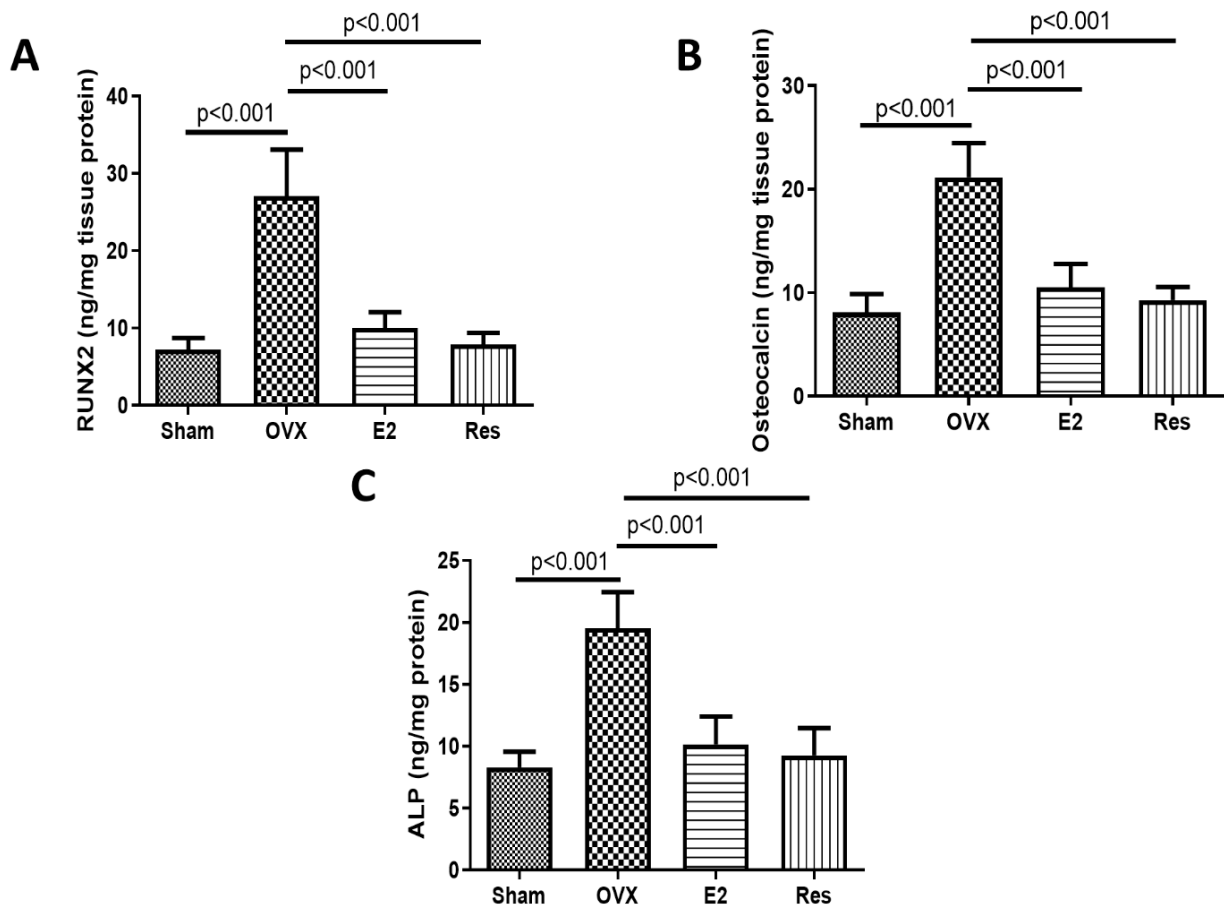 A
p<0.001
p<0.001
p<0.001
RUNX2 (ng/mg tissue protein)
40
30
20
10
0
Sham OVX E2 Res
B
p<0.001
p<0.001
p<0.001
Osteocalcin (ng/mg tissue protein)
30
20
10
0
Sham OVX E2 Res
C
p<0.001
p<0.001
p<0.001
ALP (ng/mg protein)
25
20
15
10
5
0
Sham OVX E2 Res